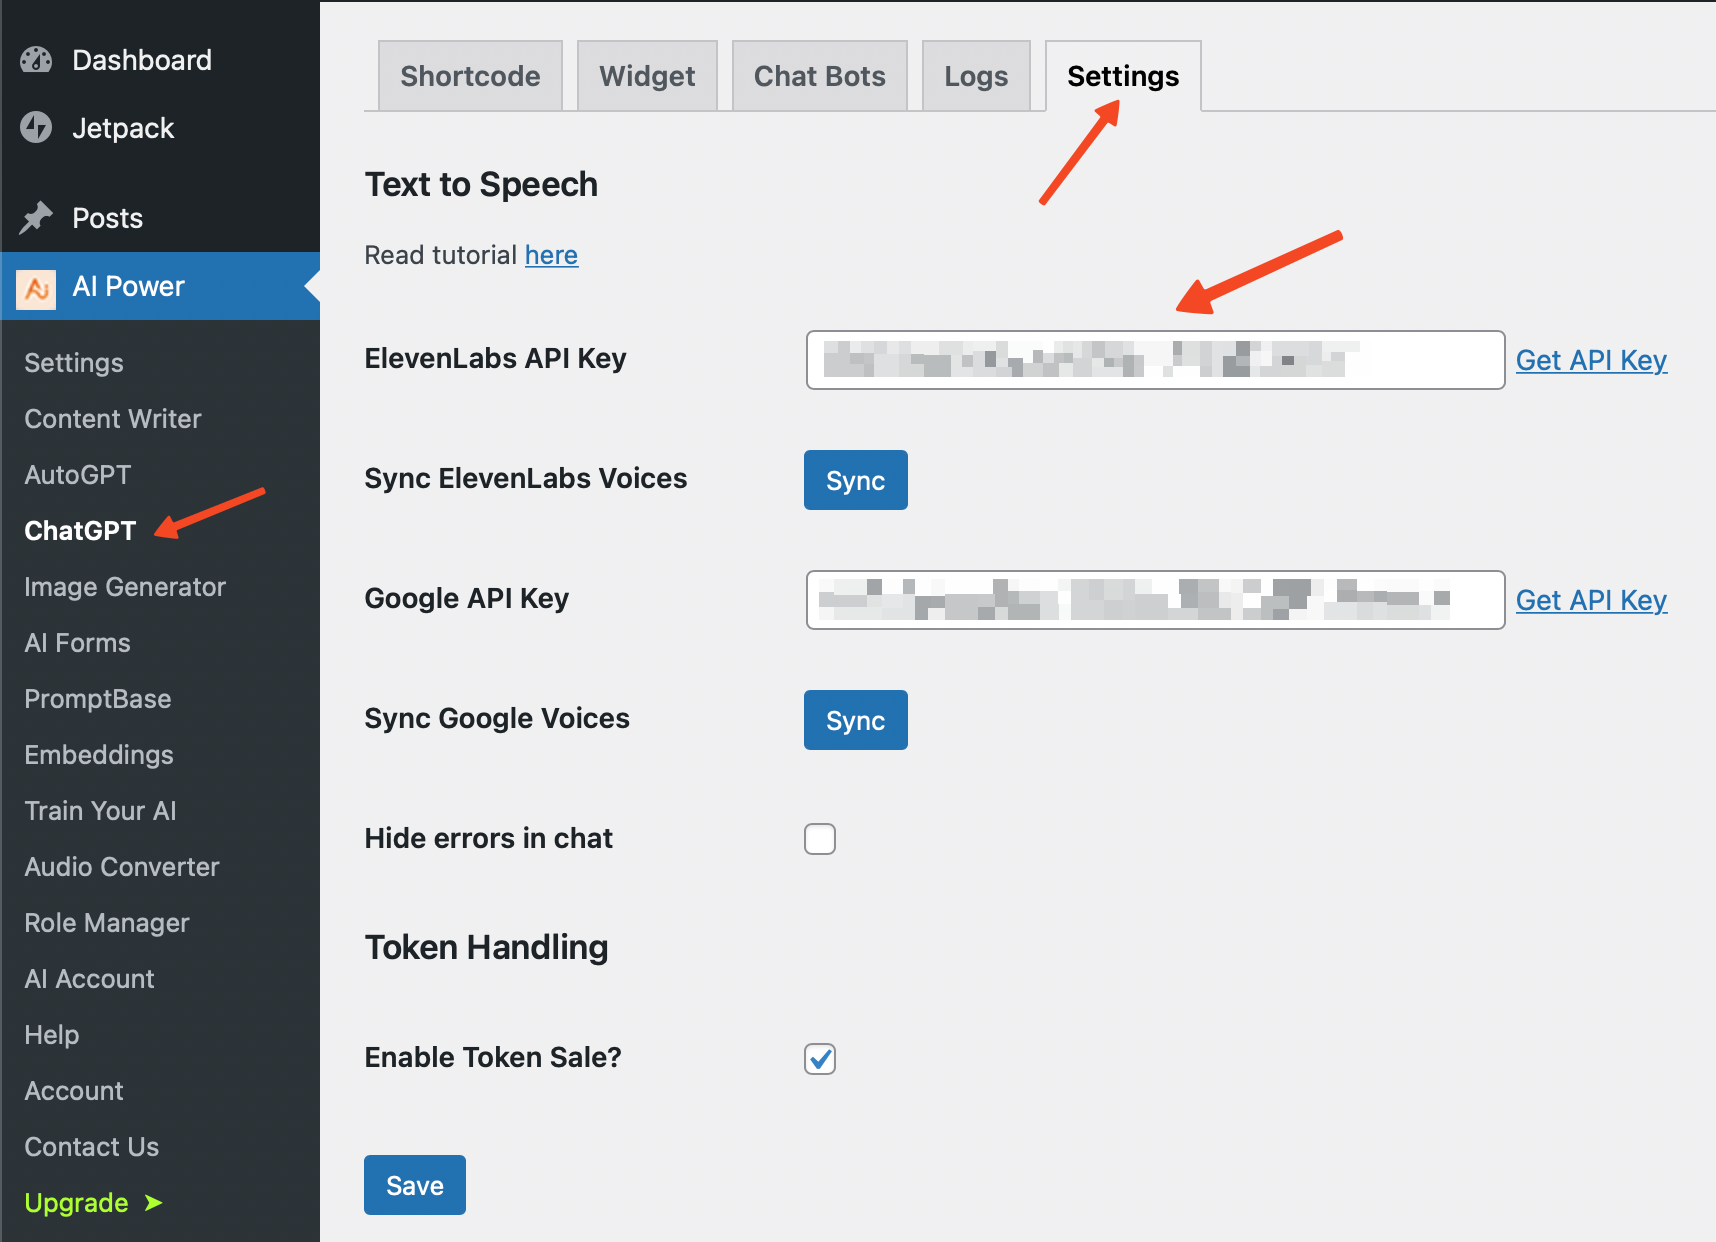 Dashboard
Jetpack
Posts
AI Power
Settings
Content Writer
AutoGPT
ChatGPT
Image Generator
AI Forms
PromptBase
Embeddings
Train Your AI
Audio Converter
Role Manager
AI Account
Help
Account
Contact Us
Upgrade ➤
Shortcode Widget Chat Bots Logs Settings
Text to Speech
Read tutorial here
ElevenLabs API Key Get API Key
Sync ElevenLabs Voices Sync
Google API Key Get API Key
Sync Google Voices Sync
Hide errors in chat
Token Handling
Enable Token Sale?
Save